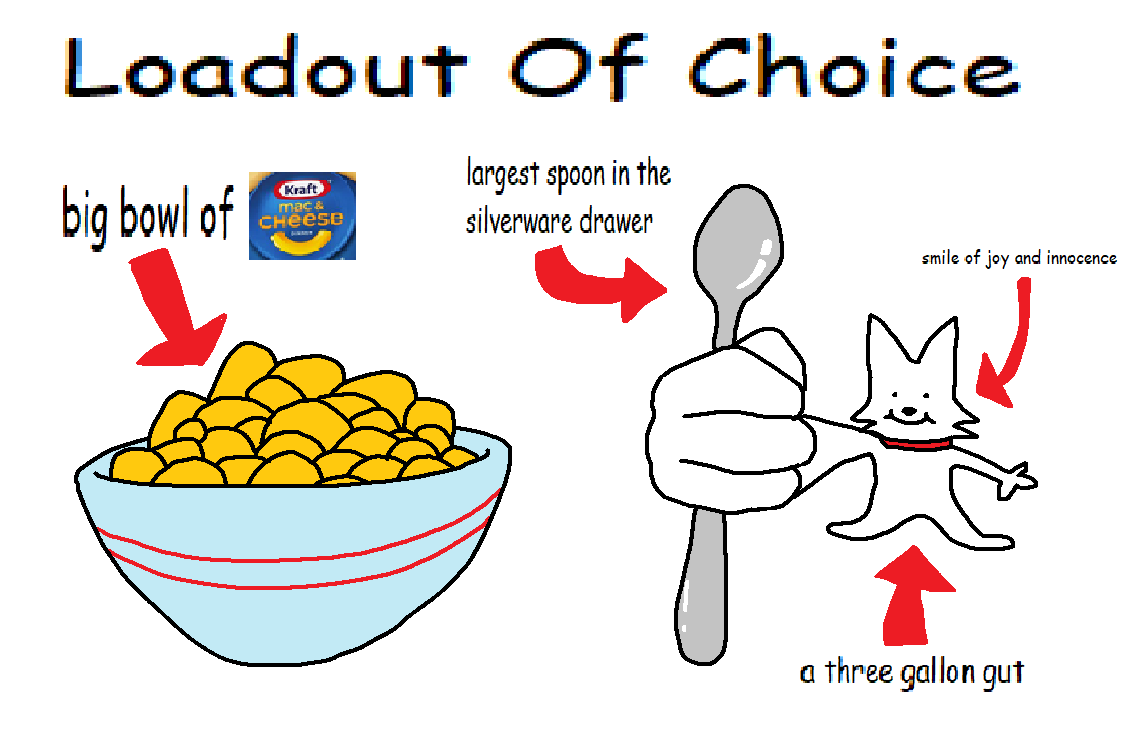 Loadout Of Choice
big bowl of
Kraft
mac &
CHEESE
largest spoon in the
silverware drawer
smile of joy and innocence
a three gallon gut